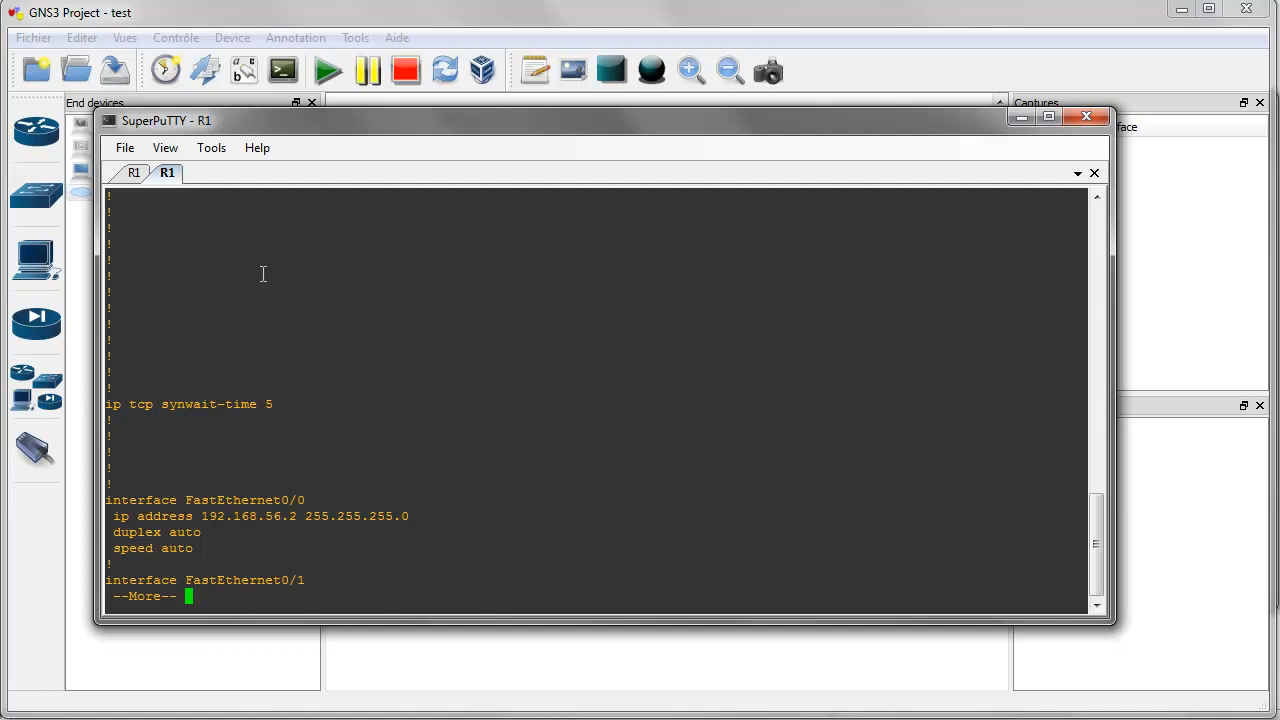 GNS3 Project - test
Fichier Editer Vues Contrôle Device Annotation Tools Aide
End devices
Captures
face
SuperPuTTY - R1
File View Tools Help
R1 R1
!
!
!
!
!
!
!
!
!
!
!
!
!
ip tcp synwait-time 5
!
!
!
!
!
interface FastEthernet0/0
ip address 192.168.56.2 255.255.255.0
duplex auto
speed auto
!
interface FastEthernet0/1
--More--